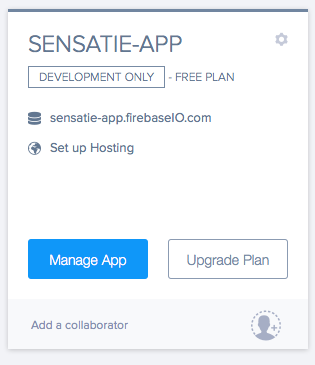 SENSATIE-APP
DEVELOPMENT ONLY - FREE PLAN
sensatie-app.firebaseIO.com
Set up Hosting
Manage App Upgrade Plan
Add a collaborator